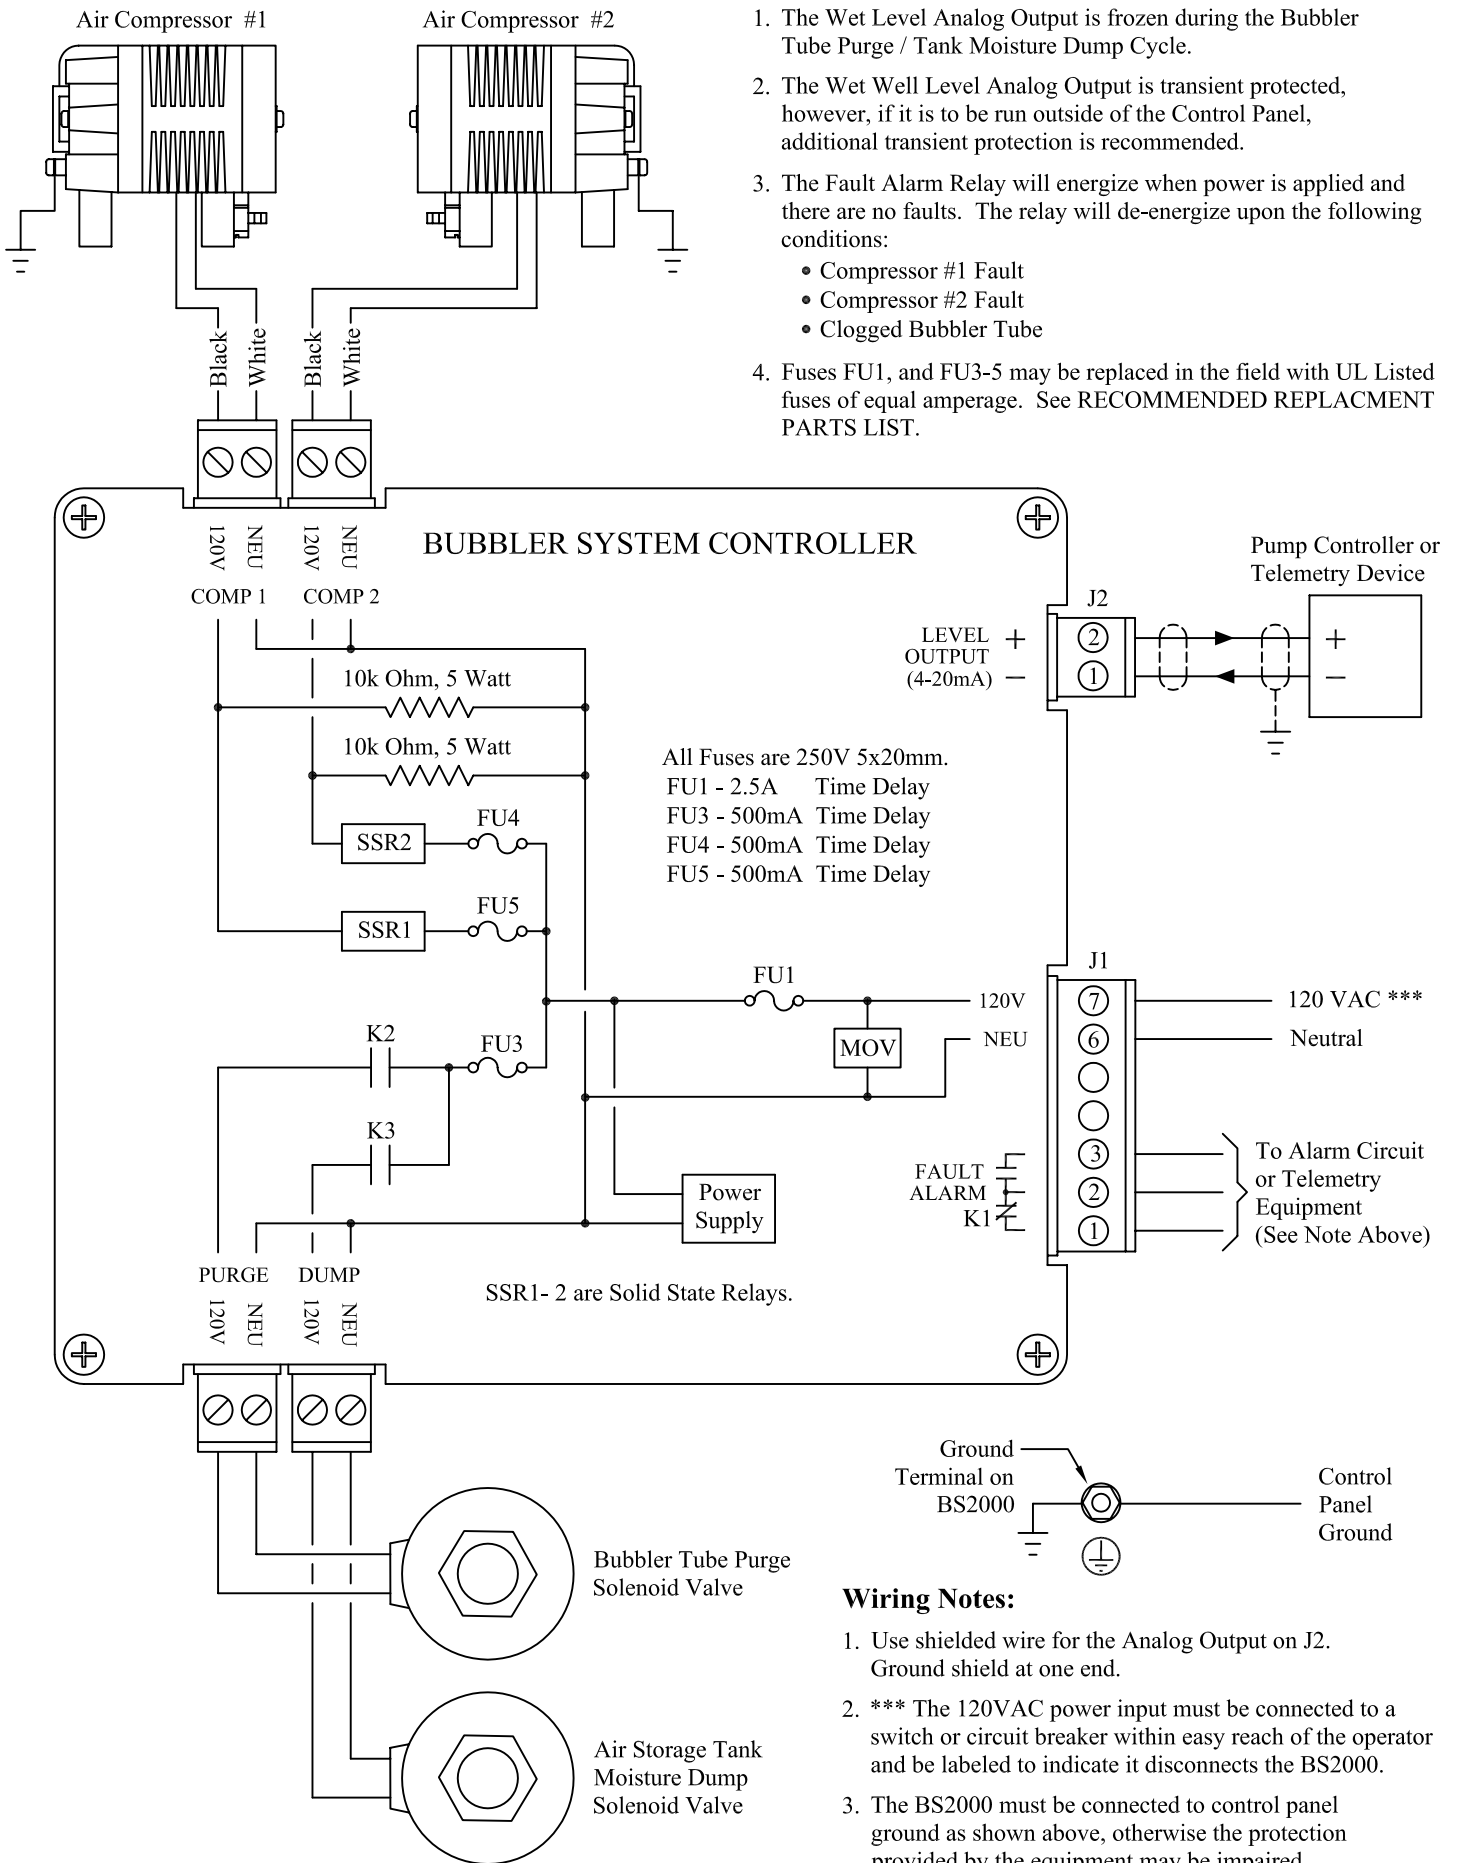 Air Compressor #1
Air Compressor #2
1. The Wet Level Analog Output is frozen during the Bubbler
Tube Purge / Tank Moisture Dump Cycle.
2. The Wet Well Level Analog Output is transient protected,
however, if it is to be run outside of the Control Panel,
additional transient protection is recommended.
3. The Fault Alarm Relay will energize when power is applied and
there are no faults. The relay will de-energize upon the following
conditions:
• Compressor #1 Fault
• Compressor #2 Fault
• Clogged Bubbler Tube
4. Fuses FU1, and FU3-5 may be replaced in the field with UL Listed
fuses of equal amperage. See RECOMMENDED REPLACMENT
PARTS LIST.
Black
White
Black
White
120V
NEU
120V
NEU
COMP 1
COMP 2
BUBBLER SYSTEM CONTROLLER
Pump Controller or
Telemetry Device
J2
LEVEL +
OUTPUT
(4-20mA) −
2
1
+
−
10k Ohm, 5 Watt
10k Ohm, 5 Watt
All Fuses are 250V 5x20mm.
FU1 - 2.5A Time Delay
FU3 - 500mA Time Delay
FU4 - 500mA Time Delay
FU5 - 500mA Time Delay
SSR2
FU4
SSR1
FU5
FU1
J1
120V
7
120 VAC ***
NEU
6
Neutral
MOV
K2
FU3
K3
FAULT
ALARM
K1
3
2
1
To Alarm Circuit
or Telemetry
Equipment
(See Note Above)
Power
Supply
PURGE
DUMP
120V
NEU
120V
NEU
SSR1- 2 are Solid State Relays.
Ground
Terminal on
BS2000
Control
Panel
Ground
Bubbler Tube Purge
Solenoid Valve
Air Storage Tank
Moisture Dump
Solenoid Valve
Wiring Notes:
1. Use shielded wire for the Analog Output on J2.
Ground shield at one end.
2. *** The 120VAC power input must be connected to a
switch or circuit breaker within easy reach of the operator
and be labeled to indicate it disconnects the BS2000.
3. The BS2000 must be connected to control panel
ground as shown above, otherwise the protection
provided by the equipment may be impaired